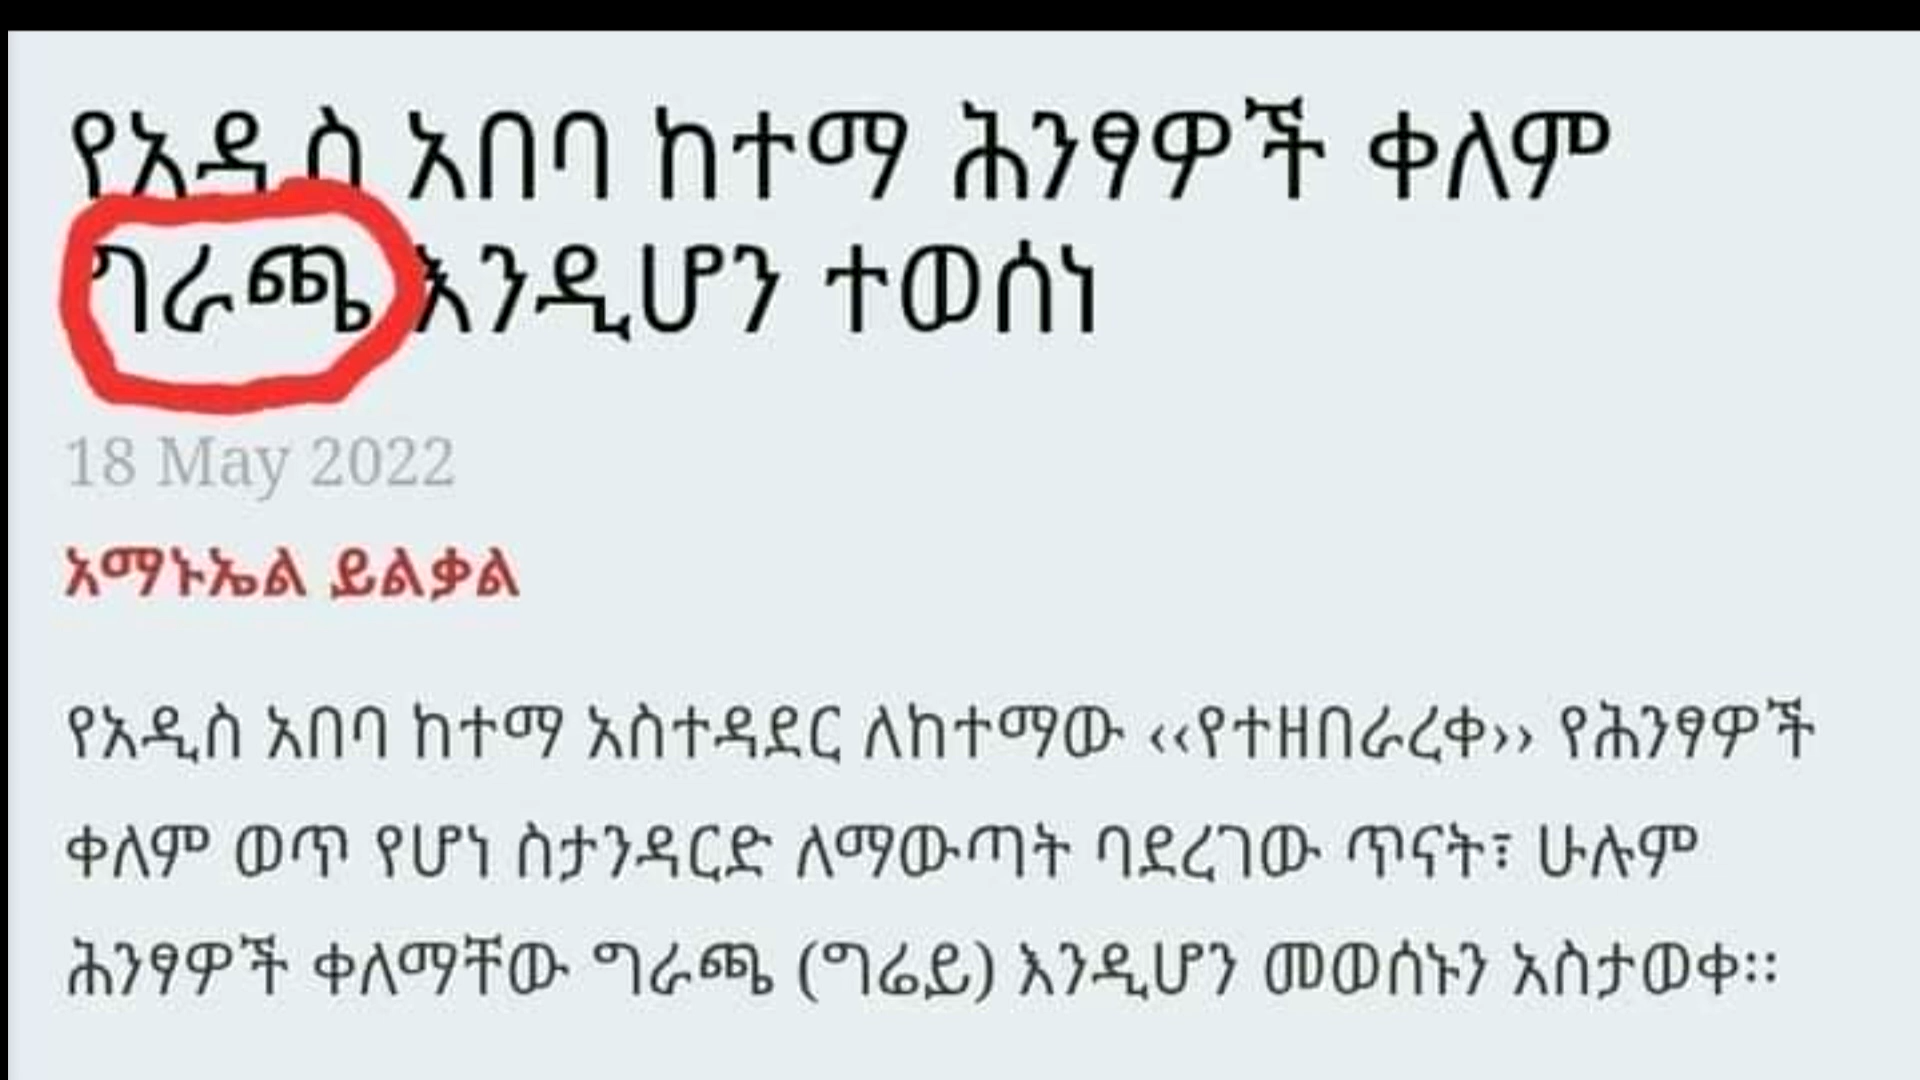 የአዲስ አበባ ከተማ ሕንፃዎች ቀለም
ግራጫ እንዲሆን ተወሰነ
18 May 2022
አማኑኤል ይልቃል
የአዲስ አበባ ከተማ አስተዳደር ለከተማው ‹‹የተዘበራረቀ›› የሕንፃዎች
ቀለም ወጥ የሆነ ስታንዳርድ ለማውጣት ባደረገው ጥናት፣ ሁሉም
ሕንፃዎች ቀለማቸው ግራጫ (ግሬይ) እንዲሆን መወሰኑን አስታወቀ፡፡